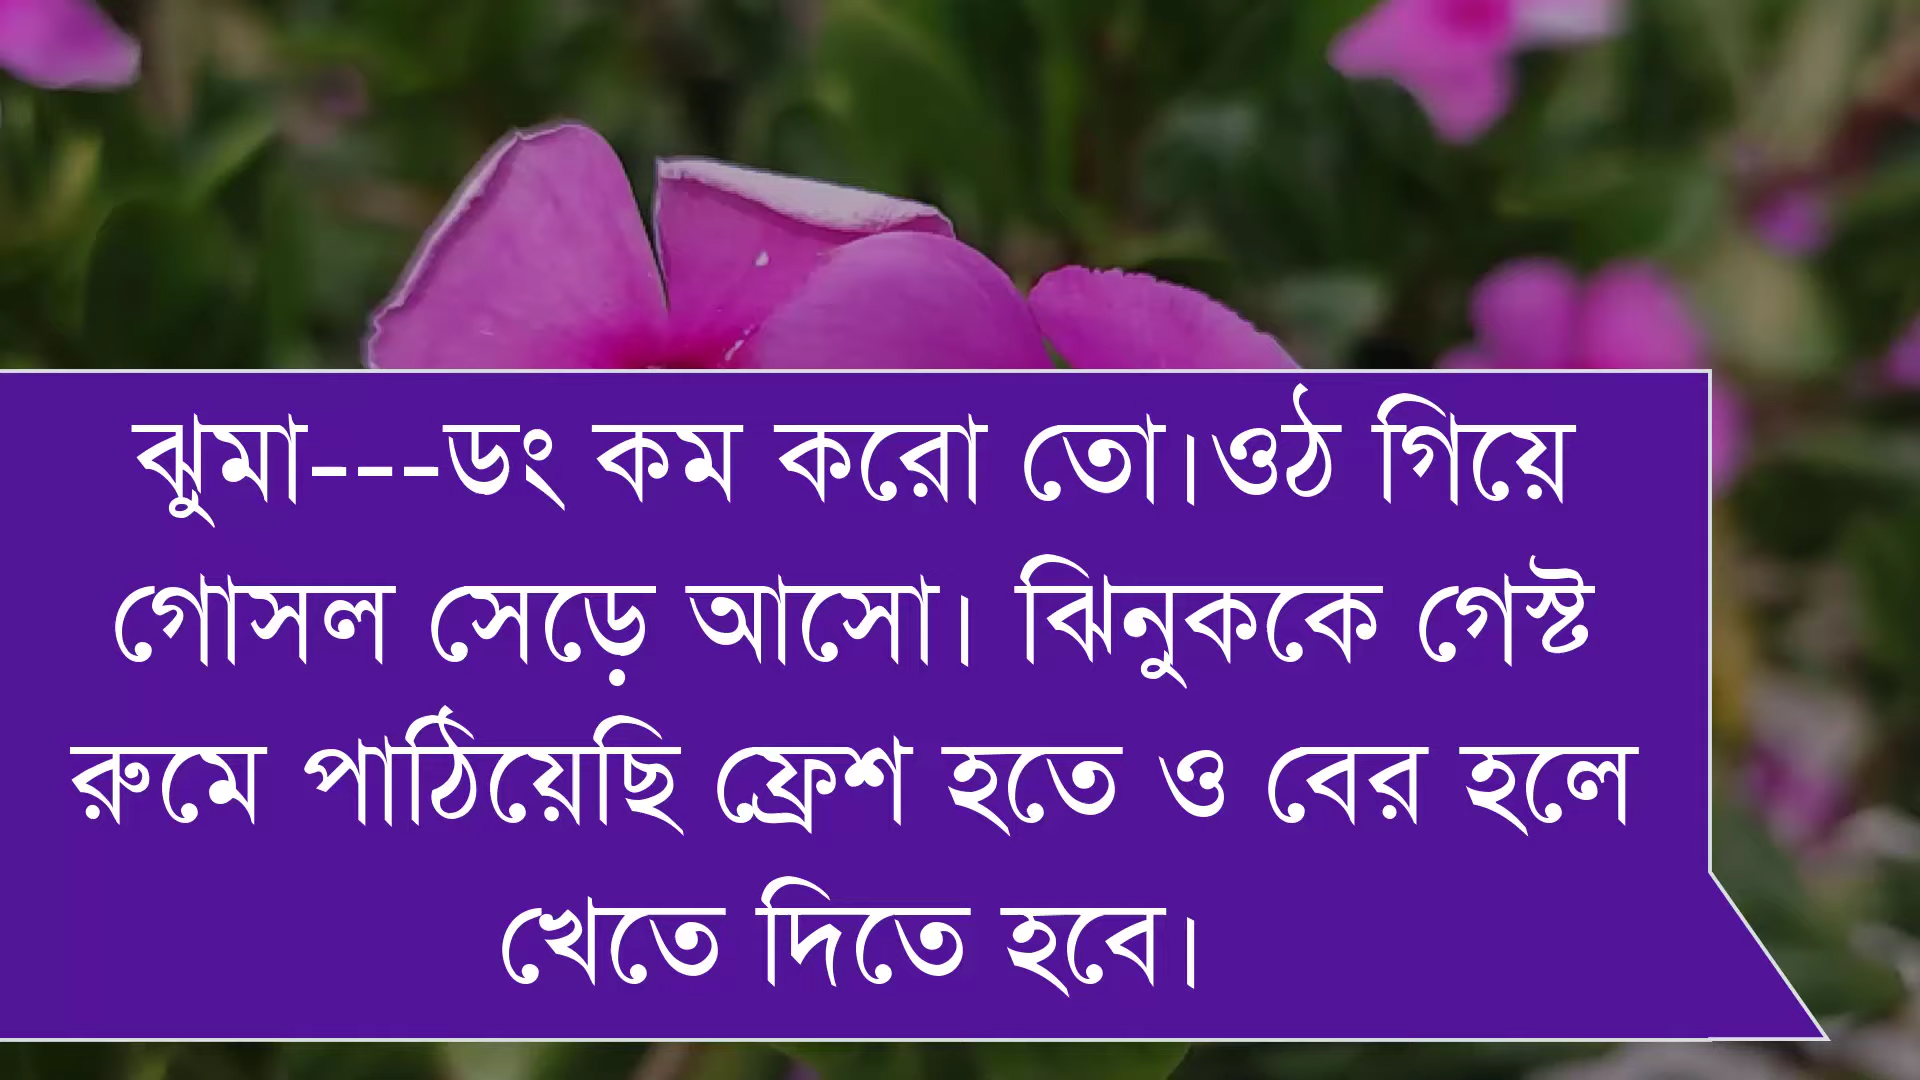 ঝুমা---ডং কম করো তো।ওঠ গিয়ে
গোসল সেড়ে আসো। ঝিনুককে গেস্ট
রুমে পাঠিয়েছি ফ্রেশ হতে ও বের হলে
খেতে দিতে হবে।